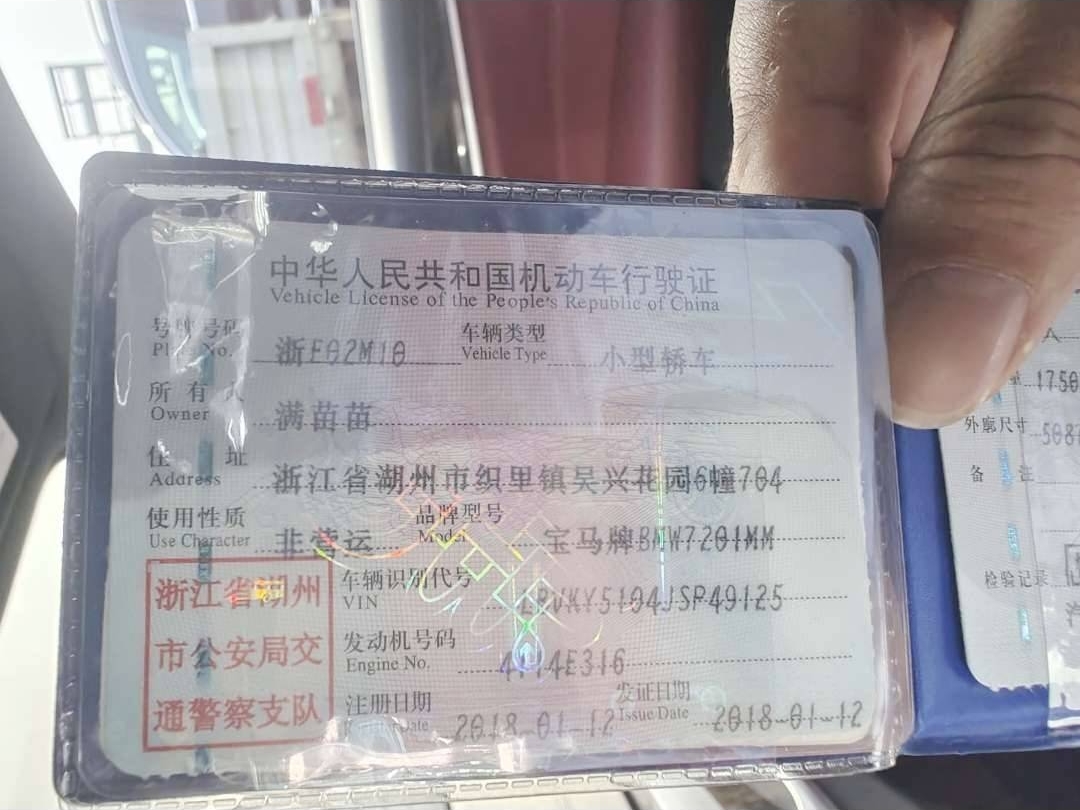 中华人民共和国机动车行驶证
Vehicle License of the People's Republic of China
号牌号码 浙E02M10 车辆类型 小型轿车
Plate No. Vehicle Type
所有人 满苗苗
Owner
住址 浙江省湖州市织里镇吴兴花园6幢704
Address
使用性质 非营运 品牌型号 宝马牌BMW7201MM
Use Character Model
浙江省湖州
市公安局交
通警察支队
车辆识别代号 LBVKY5104JSP49125
VIN
发动机号码
Engine No.
注册日期 2018-01-12 发证日期 2018-01-12
Date Issue Date
1750
外廓尺寸 5087
备注
检验记录